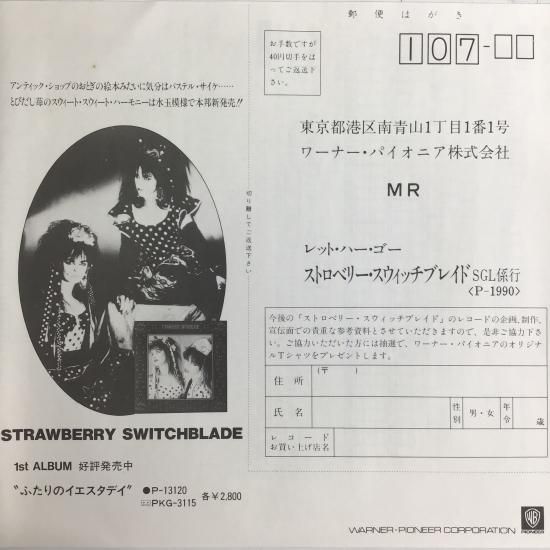 アンティック・ショップのおとぎの絵本みたいに気分はパステル・サイケ……
とびだし苺のスウィート・スウィート・ハーモニーは水玉模様で本邦新発売!!
STRAWBERRY SWITCHBLADE
STRAWBERRY SWITCHBLADE
1st ALBUM 好評発売中
“ふたりのイエスタデイ” ●P-13120
PKG-3115
各￥2,800
切り離してご返送下さい
郵便はがき
お手数ですが
40円切手をは
ってご返送下
さい。
107-
東京都港区南青山1丁目1番1号
ワーナー・パイオニア株式会社
MR
レット・ハー・ゴー
ストロベリー・スウィッチブレイドSGL係行
<P-1990>
今後の「ストロベリー・スウィッチブレイド」のレコードの企画、制作、
宣伝面での貴重な参考資料とさせていただきますので、是非ご協力下さ
い。ご協力いただいた方には抽選で、ワーナー・パイオニアのオリジナ
ルTシャツをプレゼントします。
住所 (〒 )
氏名 性別 男・女 年令 歳
レコード
お買い上げ店名
WB
PIONEER
WARNER-PIONEER CORPORATION